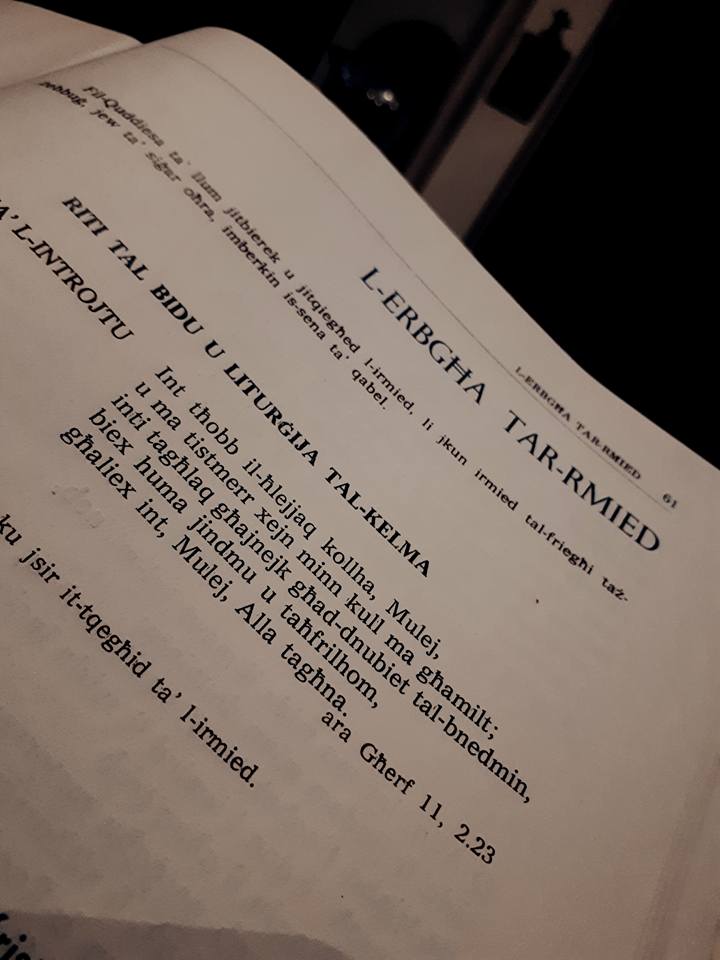 L-ERBGĦA TAR-RMIED 61
L-ERBGĦA TAR-RMIED
Fil-Quddiesa ta' llum jitbierek u jitqiegħed l-irmied, li jkun irmied tal-friegħi taż-
żebbuġ, jew ta' siġar oħra, imberkin is-sena ta' qabel.
RITI TAL BIDU U LITURĠIJA TAL-KELMA
L-INTROJTU
Int tħobb il-ħlejjaq kollha, Mulej,
u ma tistmerr xejn minn kull ma għamilt;
inti tagħlaq għajnejk għad-dnubiet tal-bnedmin,
biex huma jindmu u taħfrilhom,
għaliex int, Mulej, Alla tagħna.
ara Għerf 11, 2.23
jsir it-tqegħid ta' l-irmied.